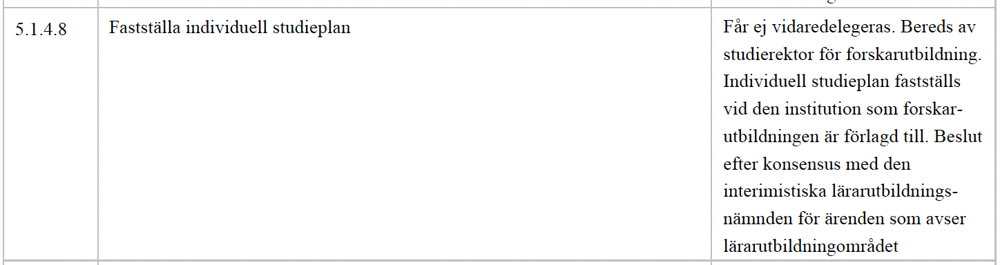 5.1.4.8
Fastställa individuell studieplan
Får ej vidaredelegeras. Bereds av
studierektor för forskarutbildning.
Individuell studieplan fastställs
vid den institution som forskar-
utbildningen är förlagd till. Beslut
efter konsensus med den
interimistiska lärarutbildnings-
nämnden för ärenden som avser
lärarutbildningområdet